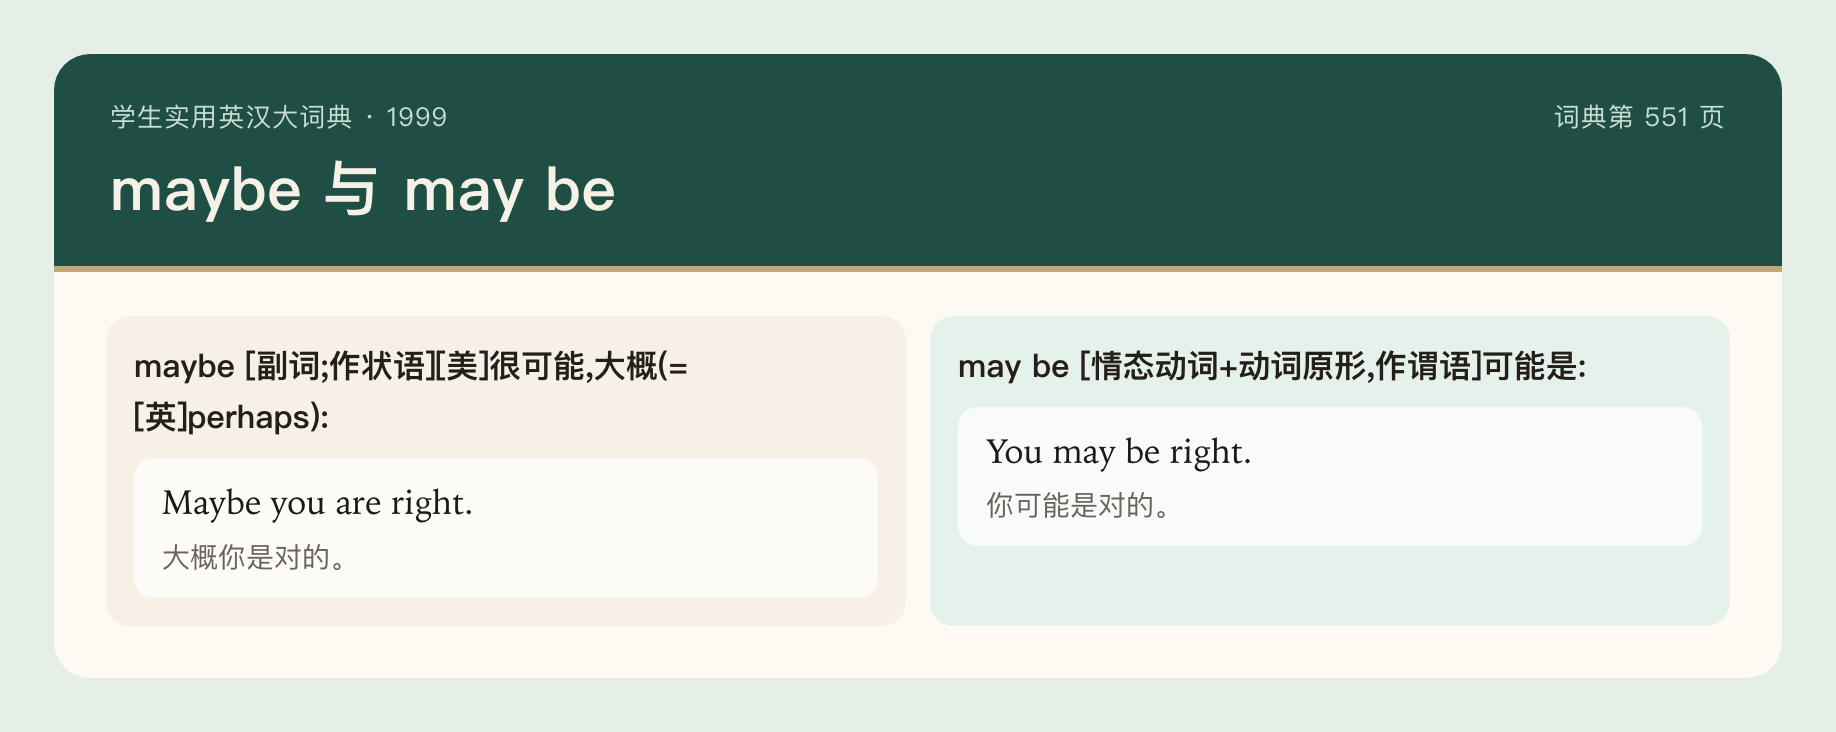 学生实用英汉大词典 · 1999
词典第 551 页
maybe 与 may be
maybe [副词;作状语][美]很可能,大概(=
[英]perhaps):
Maybe you are right.
大概你是对的。
may be [情态动词+动词原形,作谓语]可能是:
You may be right.
你可能是对的。